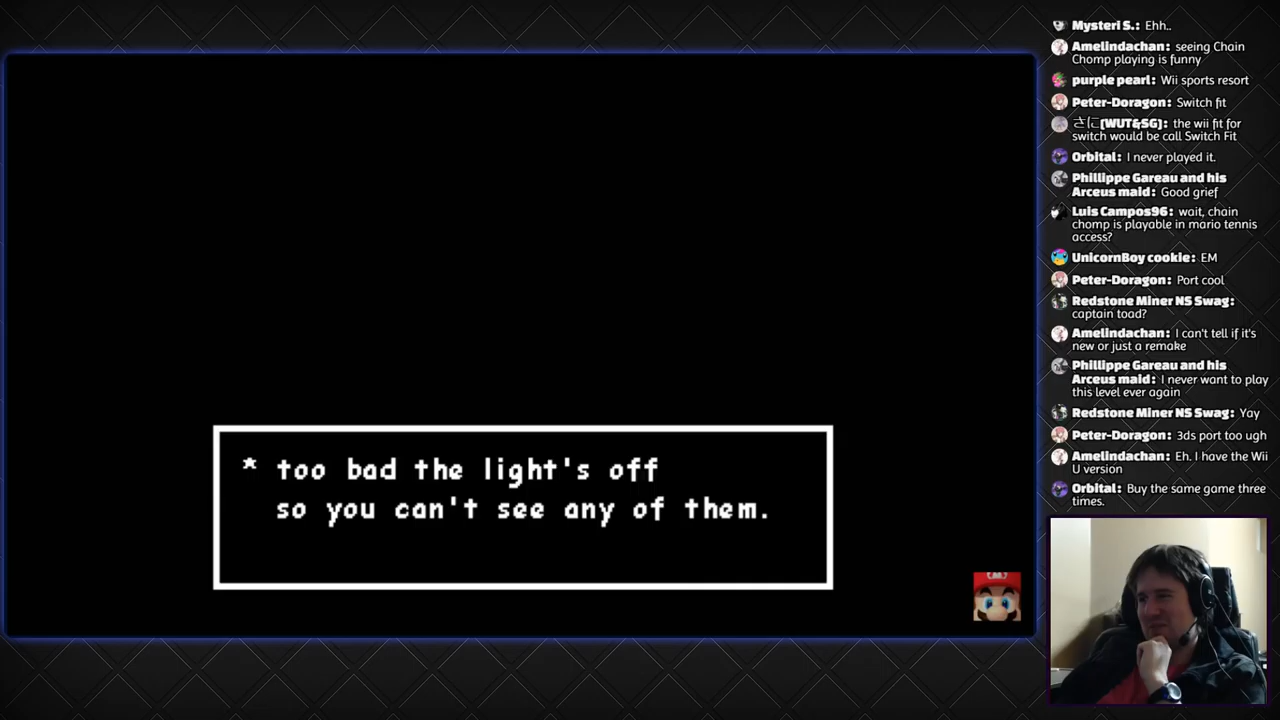 * too bad the light's off
so you can't see any of them.
Mysteri S.: Ehh..
Amelindachan: seeing Chain
Chomp playing is funny
purple pearl: Wii sports resort
Peter-Doragon: Switch fit
さに[WUT&SG]: the wii fit for
switch would be call Switch Fit
Orbital: I never played it.
Phillippe Gareau and his
Arceus maid: Good grief
Luis Campos96: wait, chain
chomp is playable in mario tennis
access?
UnicornBoy cookie: EM
Peter-Doragon: Port cool
Redstone Miner NS Swag:
captain toad?
Amelindachan: I can't tell if it's
new or just a remake
Phillippe Gareau and his
Arceus maid: I never want to play
this level ever again
Redstone Miner NS Swag: Yay
Peter-Doragon: 3ds port too ugh
Amelindachan: Eh. I have the Wii
U version
Orbital: Buy the same game three
times.
M